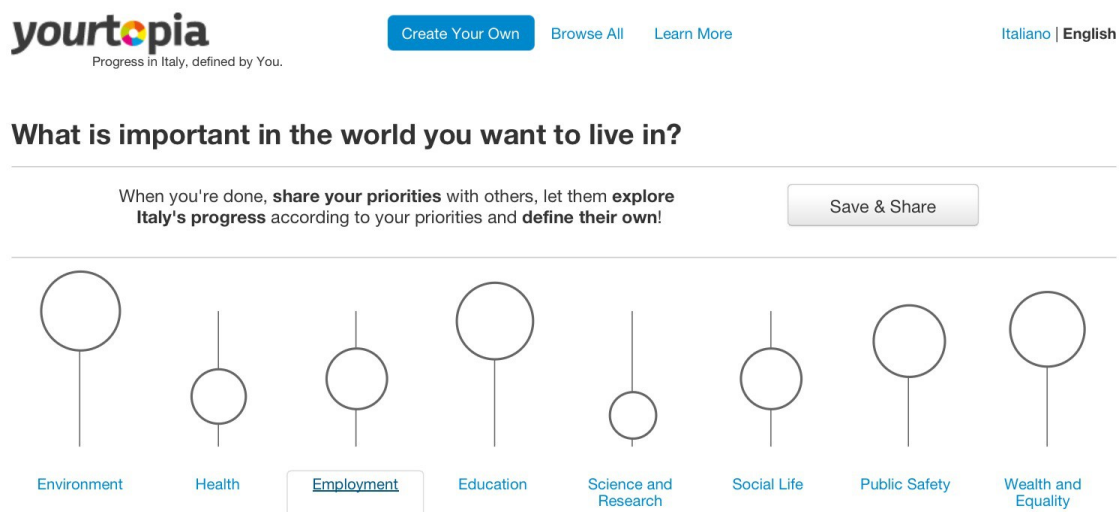 yourtopia
Progress in Italy, defined by You.
Create Your Own Browse All Learn More
Italiano | English
What is important in the world you want to live in?
When you're done, share your priorities with others, let them explore
Italy's progress according to your priorities and define their own!
Save & Share
Environment
Health
Employment
Education
Science and
Research
Social Life
Public Safety
Wealth and
Equality